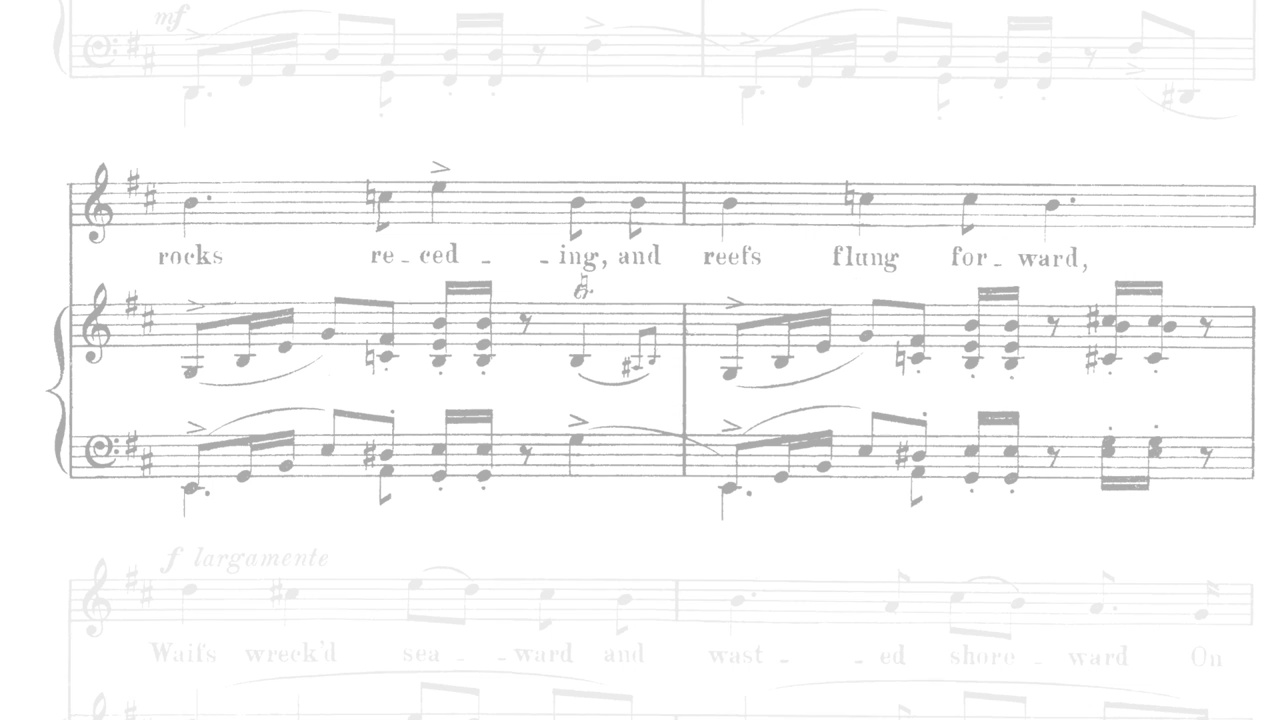 mf
rocks re - ced - - ing, and reefs flung for - ward,
f largamente
Waifs wreck'd sea - - ward and wast - - ed shore - ward On